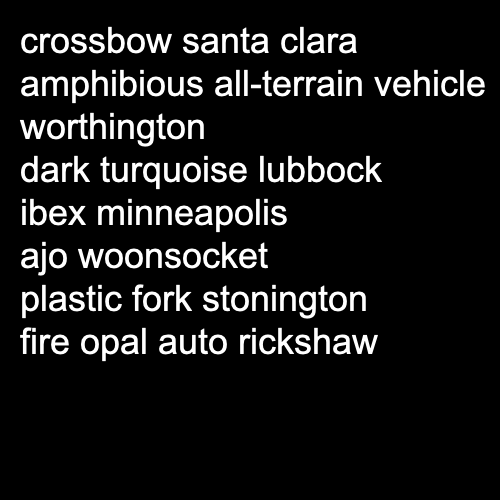 crossbow santa clara
amphibious all-terrain vehicle
worthington
dark turquoise lubbock
ibex minneapolis
ajo woonsocket
plastic fork stonington
fire opal auto rickshaw